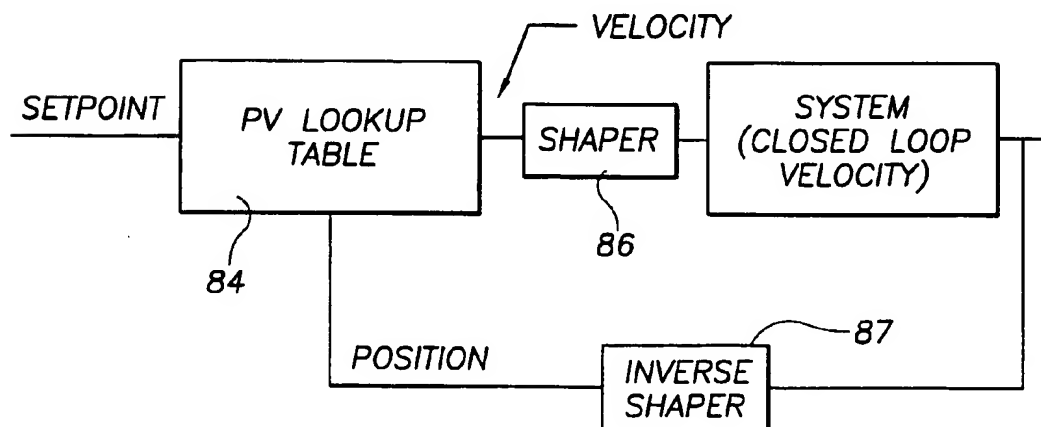 VELOCITY
SETPOINT
PV LOOKUP
TABLE
SHAPER
SYSTEM
(CLOSED LOOP
VELOCITY)
84
86
87
POSITION
INVERSE
SHAPER